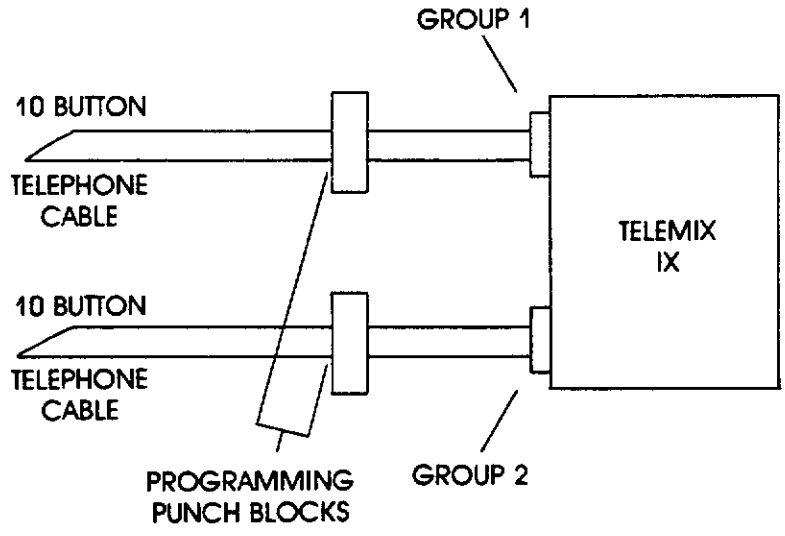 GROUP 1
10 BUTTON
TELEPHONE
CABLE
TELEMIX
IX
10 BUTTON
TELEPHONE
CABLE
GROUP 2
PROGRAMMING
PUNCH BLOCKS